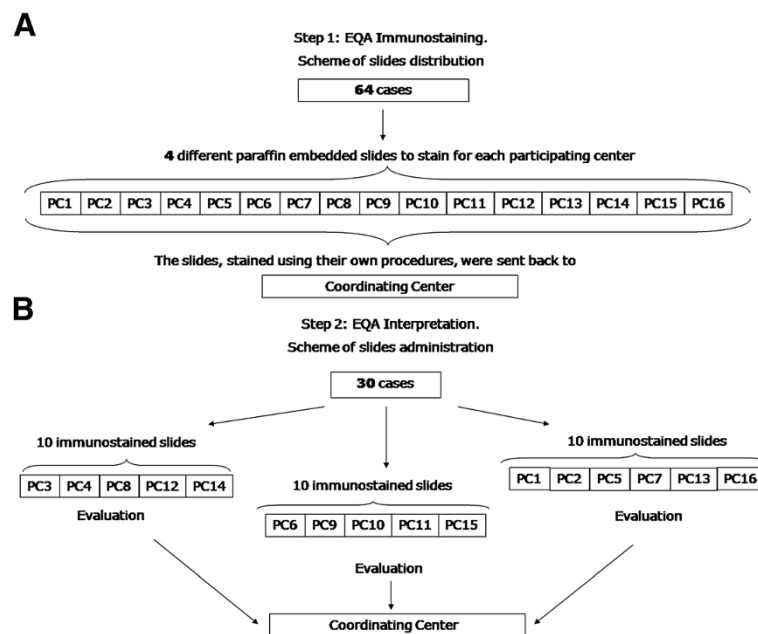 A
Step 1: EQA Immunostaining.
Scheme of slides distribution
64 cases
4 different paraffin embedded slides to stain for each participating center
PC1 PC2 PC3 PC4 PC5 PC6 PC7 PC8 PC9 PC10 PC11 PC12 PC13 PC14 PC15 PC16
The slides, stained using their own procedures, were sent back to
Coordinating Center
B
Step 2: EQA Interpretation.
Scheme of slides administration
30 cases
10 immunostained slides
PC3 PC4 PC8 PC12 PC14
Evaluation
10 immunostained slides
PC6 PC9 PC10 PC11 PC15
Evaluation
10 immunostained slides
PC1 PC2 PC5 PC7 PC13 PC16
Evaluation
Coordinating Center